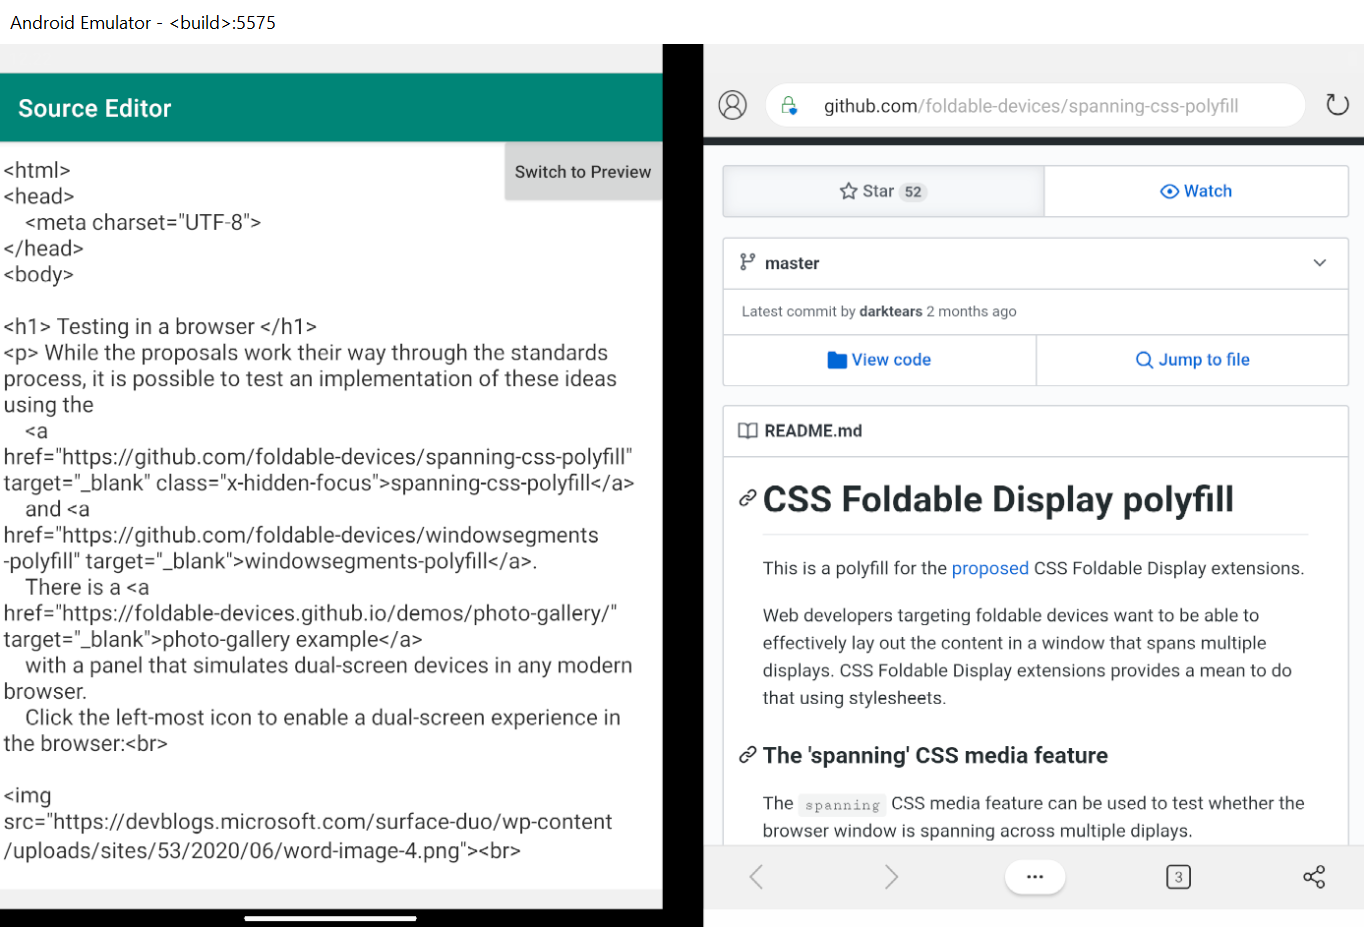 Android Emulator - <build>:5575
Source Editor
Switch to Preview
<html>
<head>
<meta charset="UTF-8">
</head>
<body>
<h1> Testing in a browser </h1>
<p> While the proposals work their way through the standards
process, it is possible to test an implementation of these ideas
using the
<a
href="https://github.com/foldable-devices/spanning-css-polyfill"
target="_blank" class="x-hidden-focus">spanning-css-polyfill</a>
and <a
href="https://github.com/foldable-devices/windowsegments
-polyfill" target="_blank">windowsegments-polyfill</a>.
There is a <a
href="https://foldable-devices.github.io/demos/photo-gallery/"
target="_blank">photo-gallery example</a>
with a panel that simulates dual-screen devices in any modern
browser.
Click the left-most icon to enable a dual-screen experience in
the browser:<br>
<img
src="https://devblogs.microsoft.com/surface-duo/wp-content
/uploads/sites/53/2020/06/word-image-4.png"><br>
github.com/foldable-devices/spanning-css-polyfill
Star 52
Watch
master
Latest commit by darktears 2 months ago
View code
Jump to file
README.md
CSS Foldable Display polyfill
This is a polyfill for the proposed CSS Foldable Display extensions.
Web developers targeting foldable devices want to be able to
effectively lay out the content in a window that spans multiple
displays. CSS Foldable Display extensions provides a mean to do
that using stylesheets.
The 'spanning' CSS media feature
The spanning CSS media feature can be used to test whether the
browser window is spanning across multiple diplays.
3